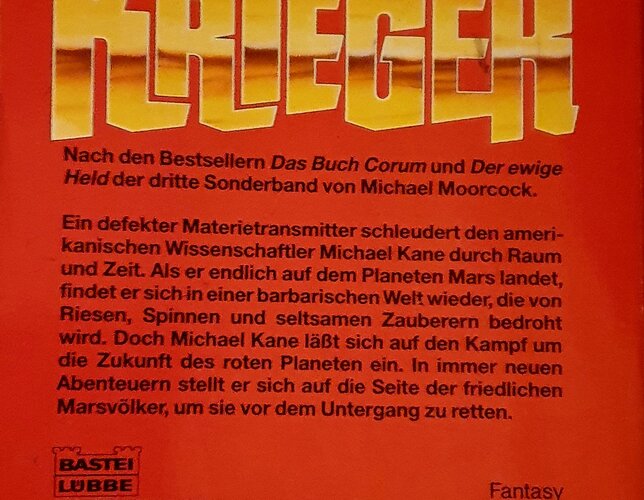 KRIEGER
Nach den Bestsellern Das Buch Corum und Der ewige
Held der dritte Sonderband von Michael Moorcock.
Ein defekter Materietransmitter schleudert den ameri-
kanischen Wissenschaftler Michael Kane durch Raum
und Zeit. Als er endlich auf dem Planeten Mars landet,
findet er sich in einer barbarischen Welt wieder, die von
Riesen, Spinnen und seltsamen Zauberern bedroht
wird. Doch Michael Kane läßt sich auf den Kampf um
die Zukunft des roten Planeten ein. In immer neuen
Abenteuern stellt er sich auf die Seite der friedlichen
Marsvölker, um sie vor dem Untergang zu retten.
BASTEI
LÜBBE
Fantasy